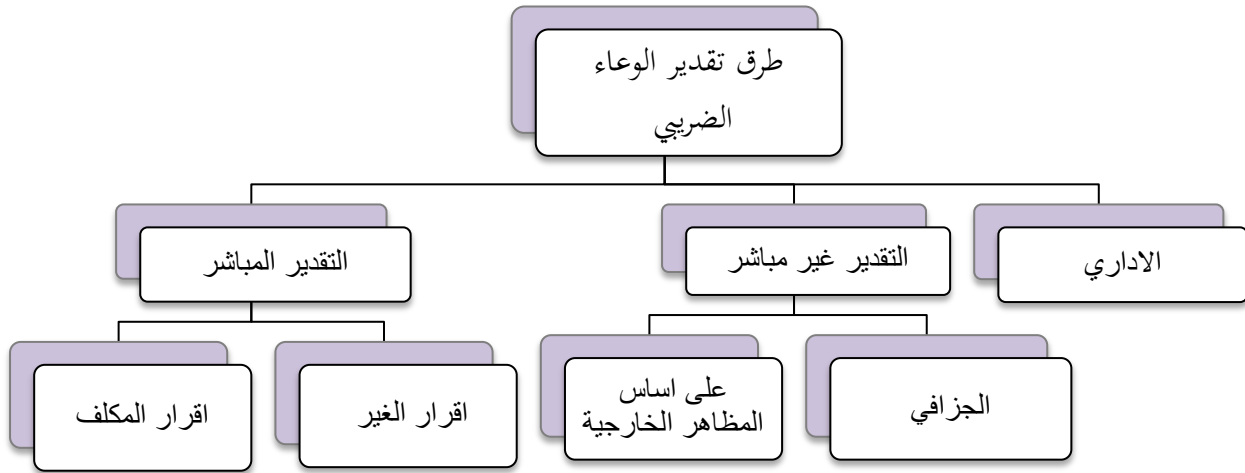 طرق تقدير الوعاء
الضريبي
الاداري
التقدير غير مباشر
التقدير المباشر
الجزافي
على اساس
المظاهر الخارجية
اقرار الغير
اقرار المكلف